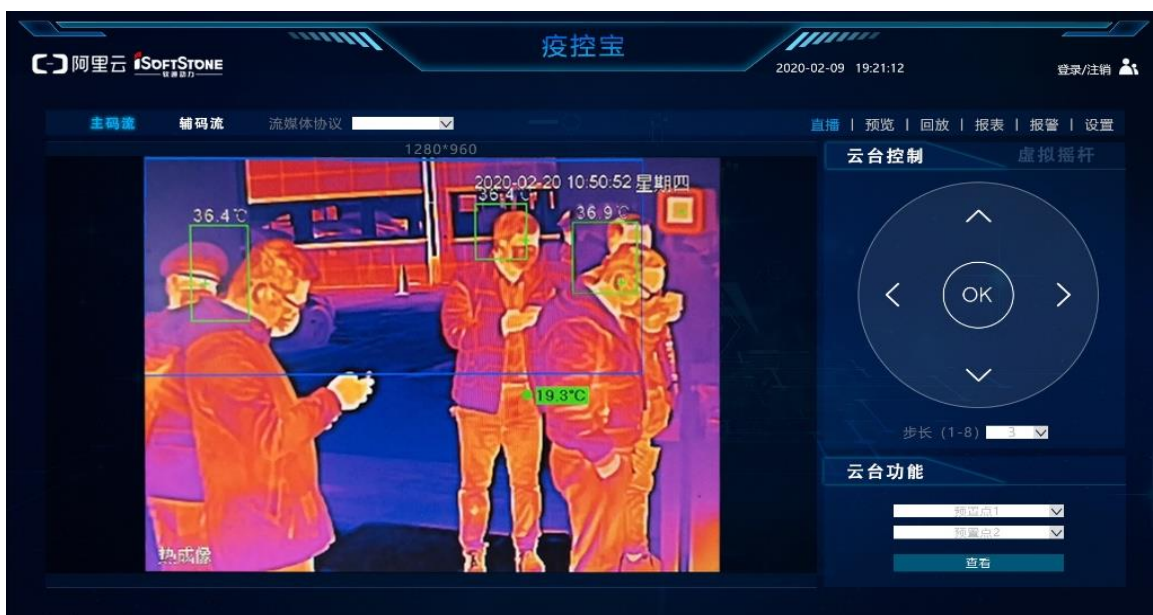 疫控宝
阿里云 iSOFTSTONE
软通动力
2020-02-09 19:21:12
登录/注销
主码流 辅码流 流媒体协议
直播 | 预览 | 回放 | 报表 | 报警 | 设置
1280*960
云台控制 虚拟摇杆
2020-02-20 10:50:52 星期四
36.4℃
36.4℃
36.9℃
OK
19.3℃
步长 (1-8) 3
云台功能
预置点1
预置点2
查看
热成像